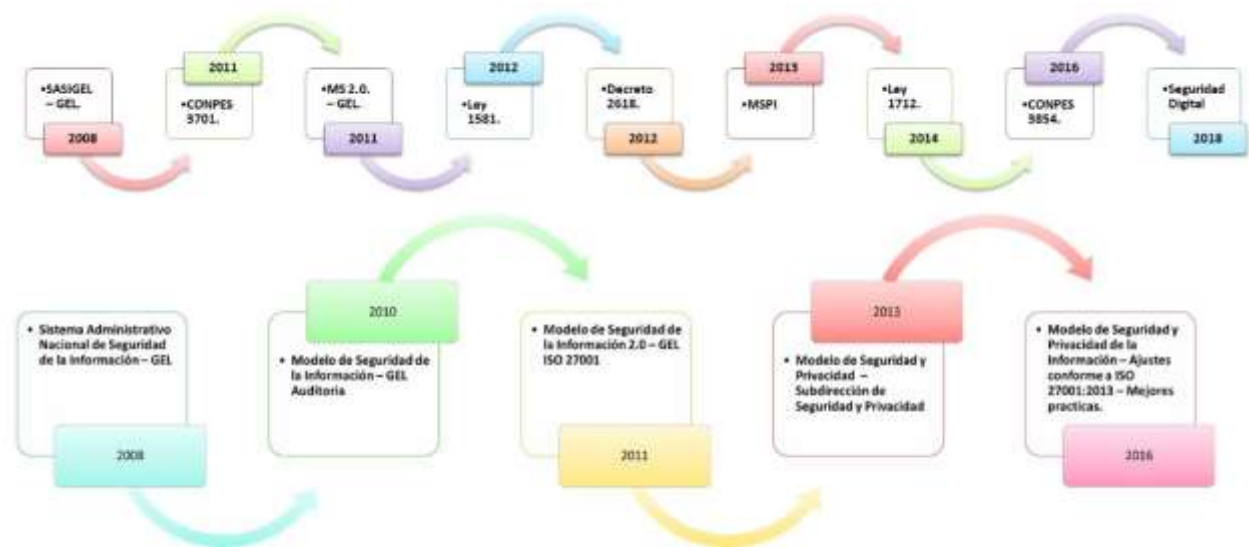 •SASIGEL
– GEL.
2008
2011
•CONPES
3701.
•MS 2.0.
– GEL.
2011
2012
•Ley
1581.
•Decreto
2618.
2012
2013
•MSPI
•Ley
1712.
2014
2016
•CONPES
3854.
•Seguridad
Digital
2018
• Sistema Administrativo
Nacional de Seguridad
de la Información – GEL
2008
2010
• Modelo de Seguridad de
la Información – GEL
Auditoria
• Modelo de Seguridad de
la Información 2.0 – GEL
ISO 27001
2011
2013
• Modelo de Seguridad y
Privacidad –
Subdirección de
Seguridad y Privacidad
• Modelo de Seguridad y
Privacidad de la
Información – Ajustes
conforme a ISO
27001:2013 – Mejores
practicas.
2016